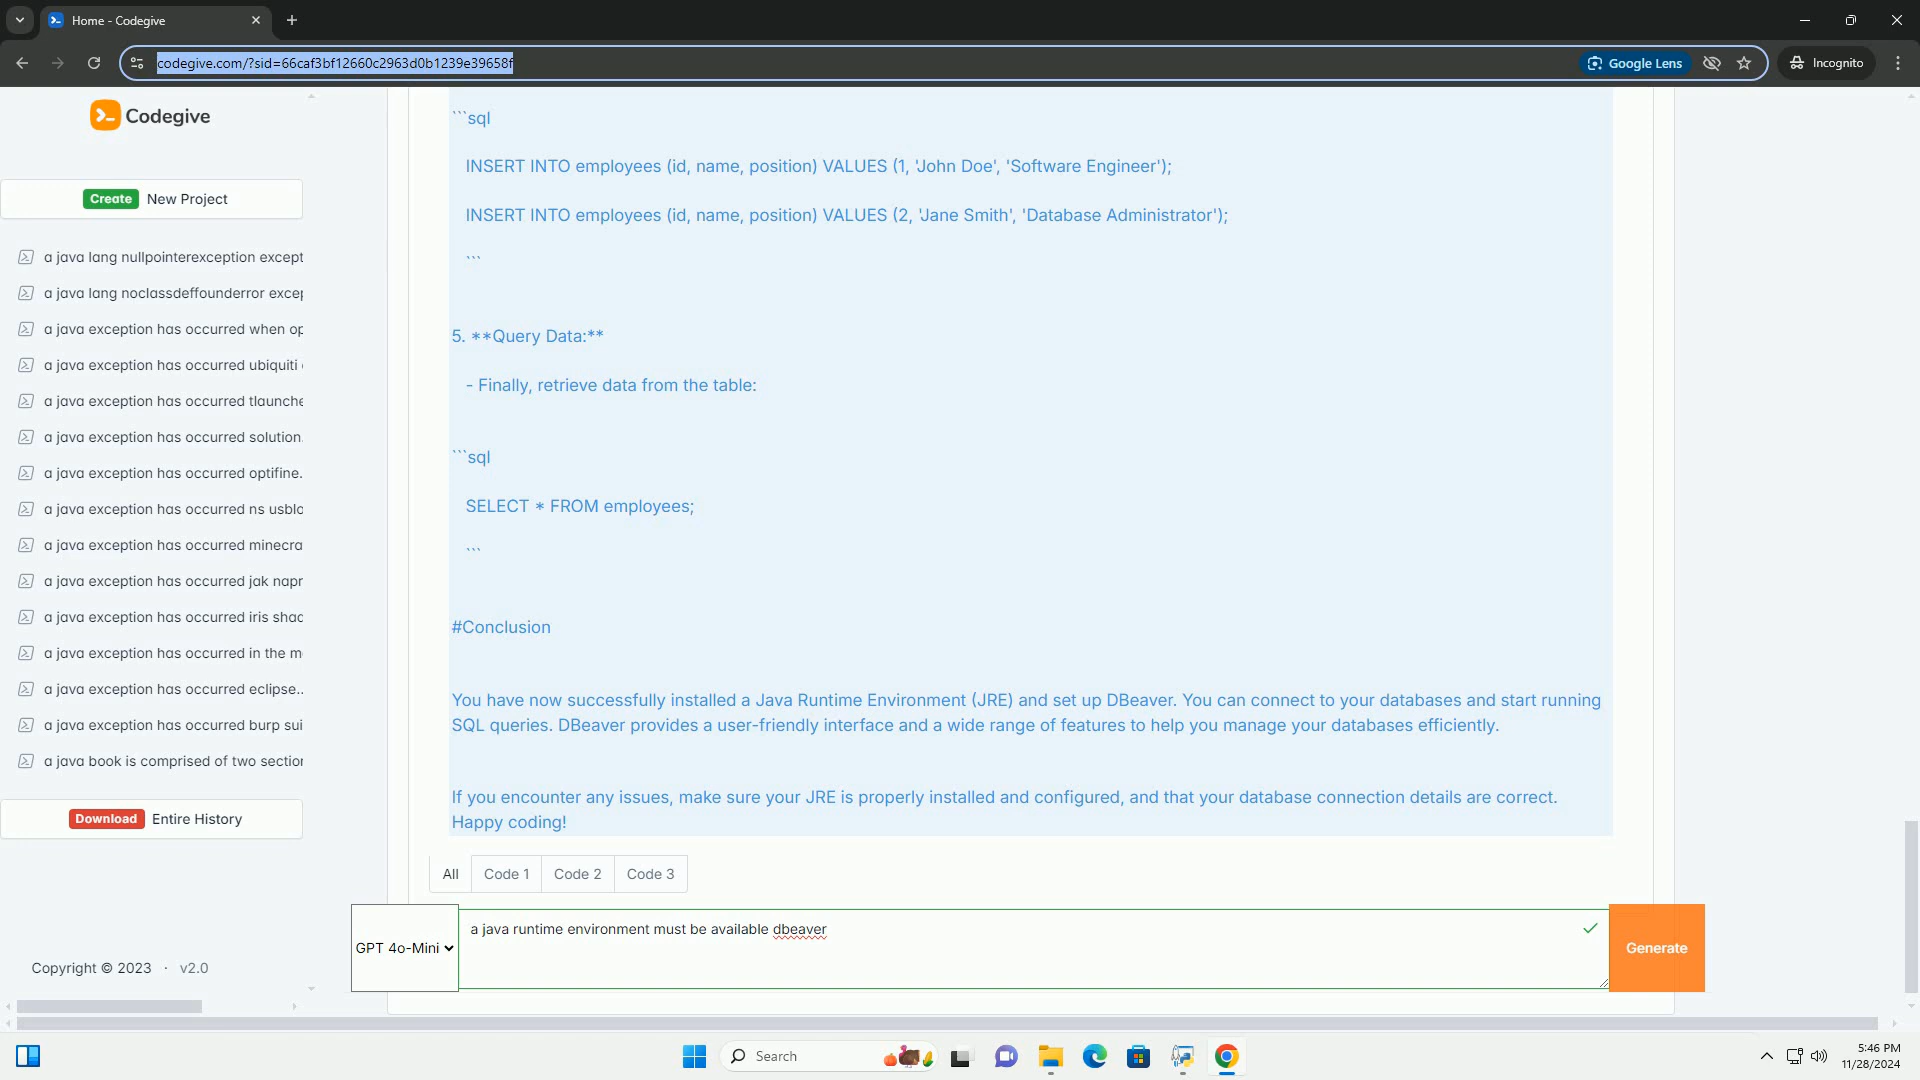 Home - Codegive
codegive.com/?sid=66caf3bf12660c2963d0b1239e39658f
Google Lens
Incognito
Codegive
Create New Project
a java lang nullpointerexception except
a java lang noclassdeffounderror excep
a java exception has occurred when op
a java exception has occurred ubiquiti
a java exception has occurred tlaunche
a java exception has occurred solution.
a java exception has occurred optifine.
a java exception has occurred ns usblo
a java exception has occurred minecra
a java exception has occurred jak napr
a java exception has occurred iris shad
a java exception has occurred in the m
a java exception has occurred eclipse..
a java exception has occurred burp sui
a java book is comprised of two section
Download Entire History
Copyright © 2023 · v2.0
```sql
INSERT INTO employees (id, name, position) VALUES (1, 'John Doe', 'Software Engineer');
INSERT INTO employees (id, name, position) VALUES (2, 'Jane Smith', 'Database Administrator');
```
5. **Query Data:**
- Finally, retrieve data from the table:
```sql
SELECT * FROM employees;
```
#Conclusion
You have now successfully installed a Java Runtime Environment (JRE) and set up DBeaver. You can connect to your databases and start running
SQL queries. DBeaver provides a user-friendly interface and a wide range of features to help you manage your databases efficiently.
If you encounter any issues, make sure your JRE is properly installed and configured, and that your database connection details are correct.
Happy coding!
All Code 1 Code 2 Code 3
GPT 4o-Mini
a java runtime environment must be available dbeaver
Generate
Search
5:46 PM
11/28/2024